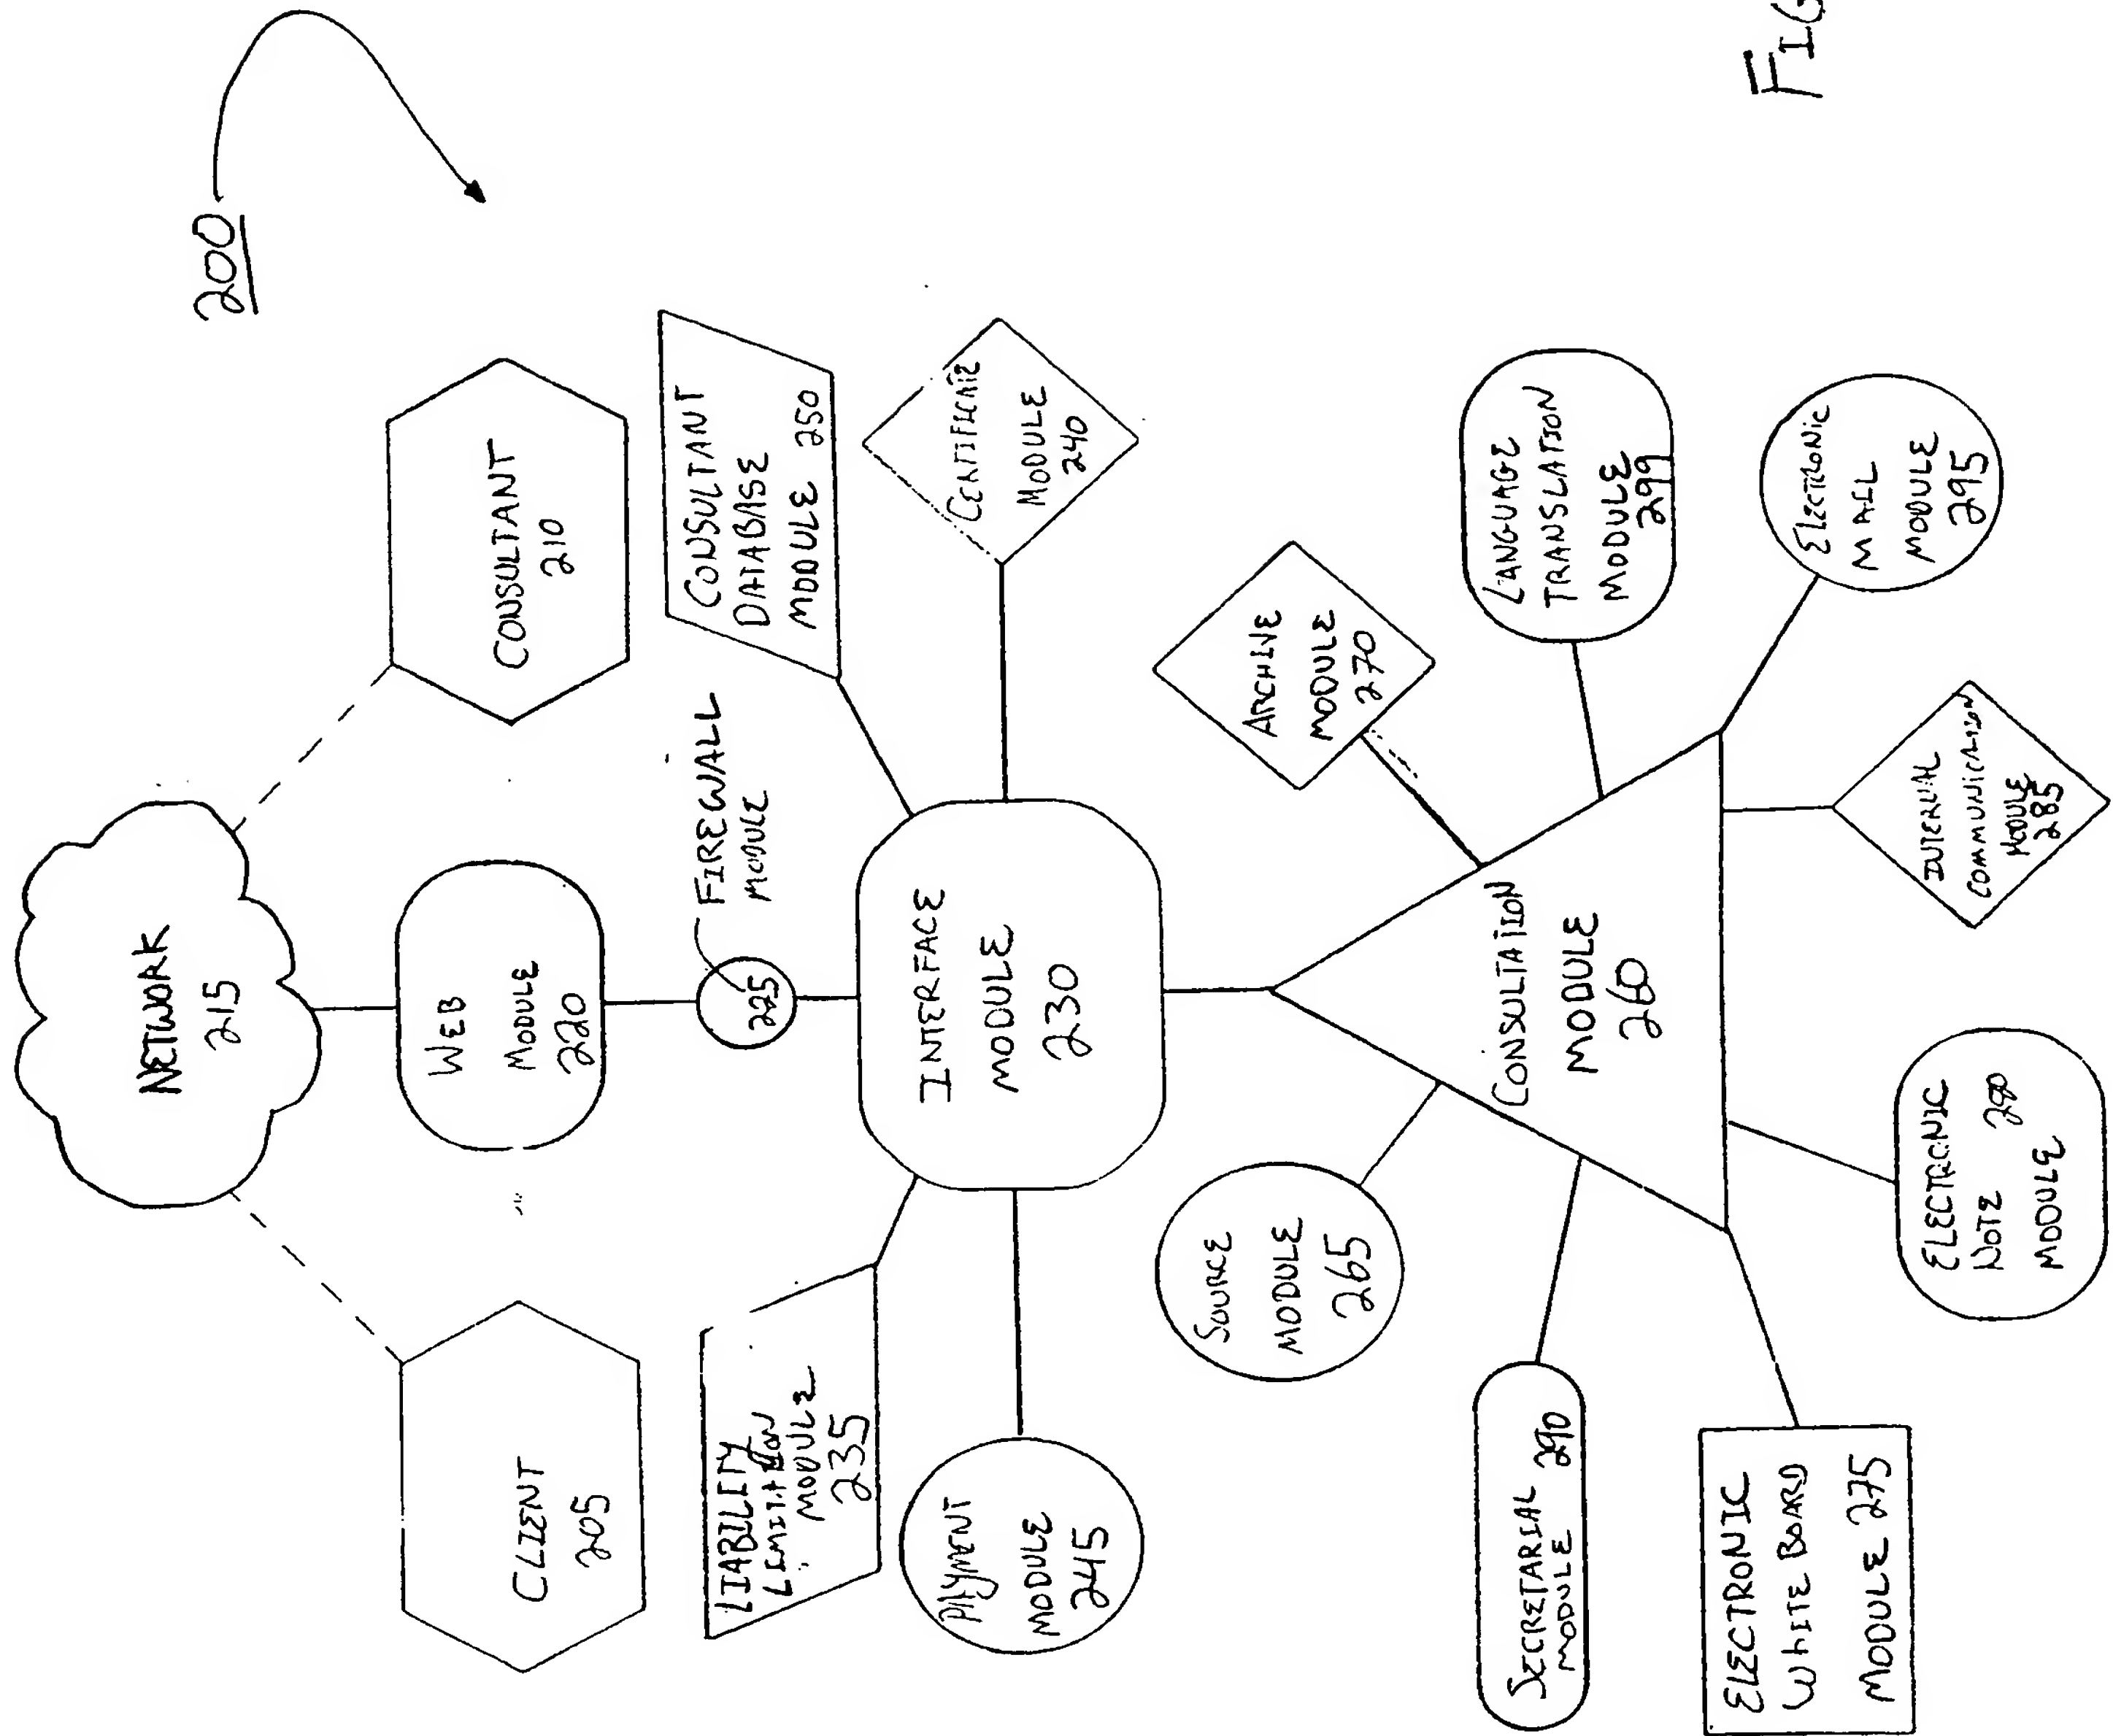 200
NETWORK
215
CLIENT
205
WEB
MODULE
220
CONSULTANT
210
FIREWALL
MODULE
225
LIABILITY
LIMITATION
MODULE
235
INTERFACE
MODULE
230
CONSULTANT
DATABASE
MODULE 250
PAYMENT
MODULE
245
CERTIFICATE
MODULE
240
SOURCE
MODULE
265
ARCHIVE
MODULE
270
CONSULTATION
MODULE
260
LANGUAGE
TRANSLATION
MODULE
299
SECRETARIAL 290
MODULE
ELECTRONIC
WHITE BOARD
MODULE 275
ELECTRONIC
NOTE 280
MODULE
INTERNAL
COMMUNICATION
MODULE
285
ELECTRONIC
MAIL
MODULE
295